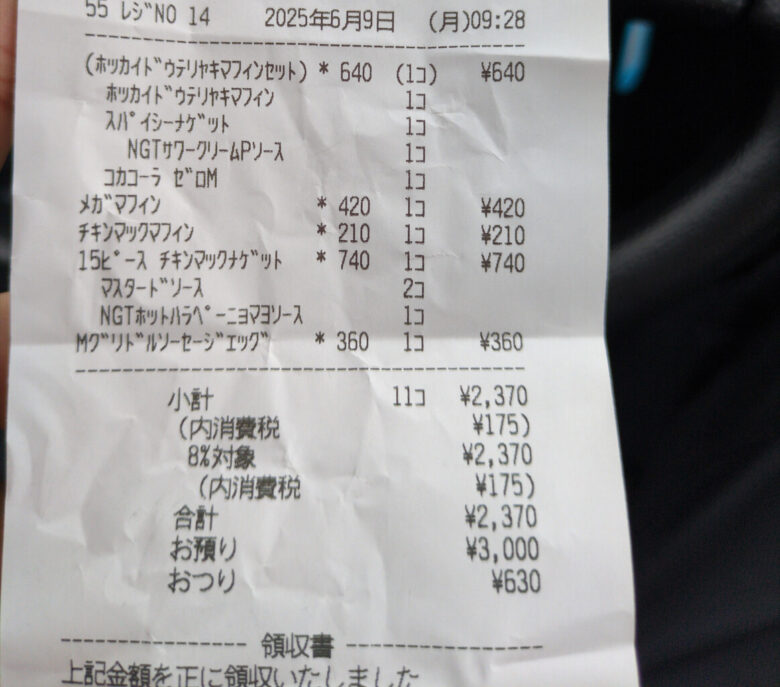 55 ﾚｼﾞNO 14 2025年6月9日 (月)09:28
(ﾎｯｶｲﾄﾞｳﾃﾘﾔｷﾏﾌｨﾝｾｯﾄ) * 640 (1ｺ) ¥640
ﾎｯｶｲﾄﾞｳﾃﾘﾔｷﾏﾌｨﾝ 1ｺ
ｽﾊﾟｲｼｰﾅｹﾞｯﾄ 1ｺ
NGTｻﾜｰｸﾘｰﾑPｿｰｽ 1ｺ
ｺｶｺｰﾗ ｾﾞﾛM 1ｺ
ﾒｶﾞﾏﾌｨﾝ * 420 1ｺ ¥420
ﾁｷﾝﾏｯｸﾏﾌｨﾝ * 210 1ｺ ¥210
15ﾋﾟｰｽ ﾁｷﾝﾏｯｸﾅｹﾞｯﾄ * 740 1ｺ ¥740
ﾏｽﾀｰﾄﾞｿｰｽ 2ｺ
NGTﾎｯﾄﾊﾗﾍﾟｰﾆｮﾏﾖｿｰｽ 1ｺ
Mｸﾞﾘﾄﾞﾙｿｰｾｰｼﾞｴｯｸﾞ * 360 1ｺ ¥360
小計 11ｺ ¥2,370
(内消費税 ¥175)
8%対象 ¥2,370
(内消費税 ¥175)
合計 ¥2,370
お預り ¥3,000
おつり ¥630
領収書
上記金額を正に領収いたしました